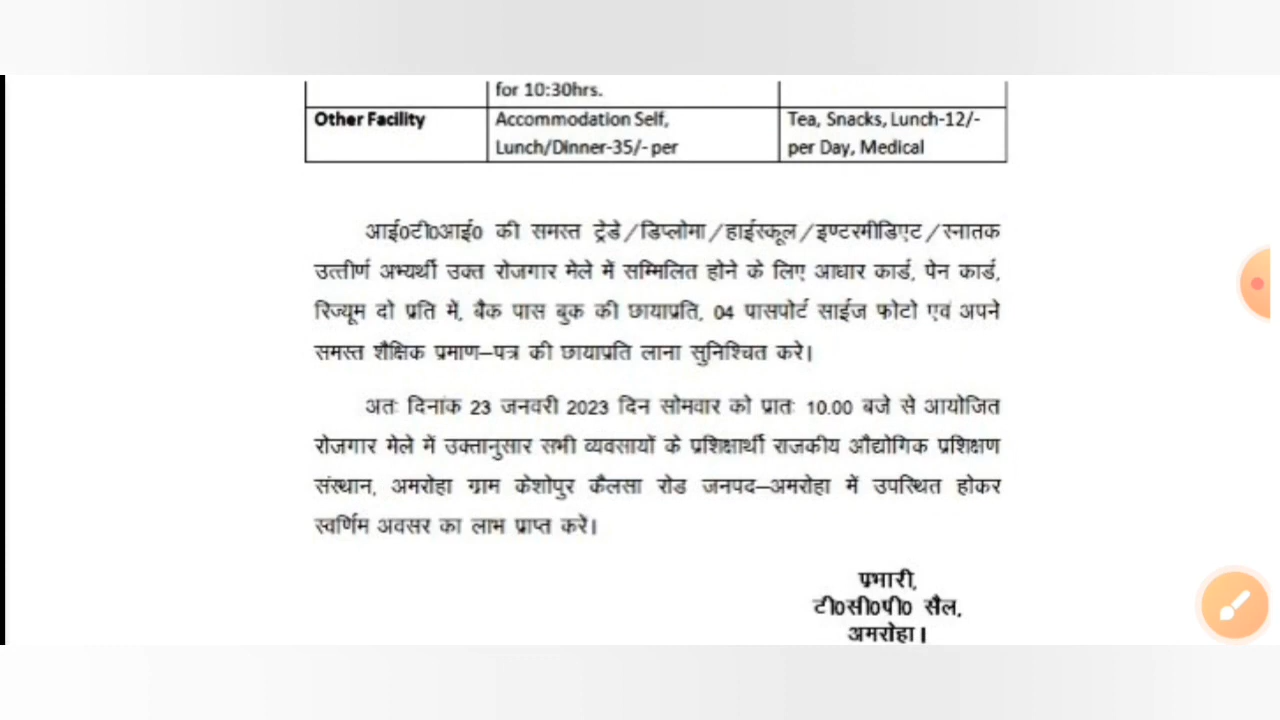 for 10:30hrs.
Other Facility Accommodation Self, Tea, Snacks, Lunch-12/-
Lunch/Dinner-35/- per per Day, Medical
आई0टी0आई0 की समस्त ट्रेडे/डिप्लोमा/हाईस्कूल/इण्टरमीडिएट/स्नातक
उत्तीर्ण अभ्यर्थी उक्त रोजगार मेले में सम्मिलित होने के लिए आधार कार्ड, पेन कार्ड,
रिज्यूम दो प्रति में, बैक पास बुक की छायाप्रति, 04 पासपोर्ट साईज फोटो एवं अपने
समस्त शैक्षिक प्रमाण–पत्र की छायाप्रति लाना सुनिश्चित करे।
अतः दिनांक 23 जनवरी 2023 दिन सोमवार को प्रातः 10.00 बजे से आयोजित
रोजगार मेले में उक्तानुसार सभी व्यवसायों के प्रशिक्षार्थी राजकीय औद्योगिक प्रशिक्षण
संस्थान, अमरोहा ग्राम केशोपुर कैलसा रोड जनपद–अमरोहा में उपस्थित होकर
स्वर्णिम अवसर का लाभ प्राप्त करें।
प्रभारी,
टी0सी0पी0 सैल,
अमरोहा।